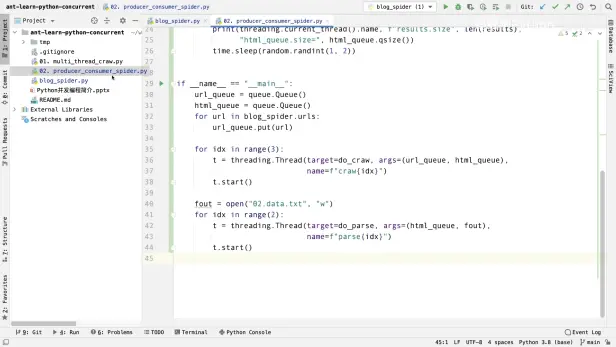 ant-learn-python-concurrent
02. producer_consumer_spider.py
blog_spider (1)
Git:
Project
blog_spider.py
02. producer_consumer_spider.py
ant-learn-python-concurrent
tmp
.gitignore
01. multi_thread_craw.py
02. producer_consumer_spider.py
blog_spider.py
Python并发编程简介.pptx
README.md
External Libraries
Scratches and Consoles
1: Project
0: Commit
Pull Requests
7: Structure
2: Favorites
Database
SciView
24 print(threading.current_thread().name, f"results.size", len(results),
25 "html_queue.size=", html_queue.qsize())
26 time.sleep(random.randint(1, 2))
27
28
29 if __name__ == "__main__":
30 url_queue = queue.Queue()
31 html_queue = queue.Queue()
32 for url in blog_spider.urls:
33 url_queue.put(url)
34
35 for idx in range(3):
36 t = threading.Thread(target=do_craw, args=(url_queue, html_queue),
37 name=f"craw{idx}")
38 t.start()
39
40 fout = open("02.data.txt", "w")
41 for idx in range(2):
42 t = threading.Thread(target=do_parse, args=(html_queue, fout),
43 name=f"parse{idx}")
44 t.start()
45
9: Git
4: Run
6: Problems
TODO
Terminal
Python Console
Event Log
45:1 LF UTF-8 4 spaces Python 3.8 (base) main